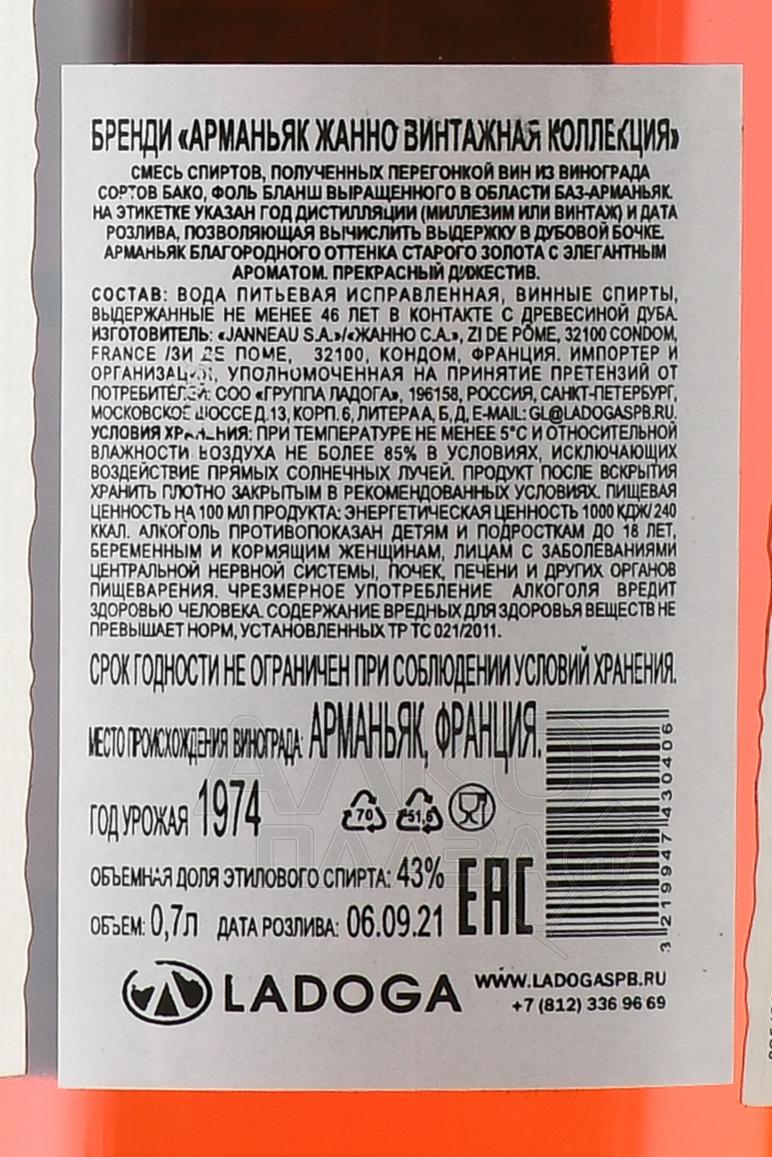 БРЕНДИ «АРМАНЬЯК ЖАННО ВИНТАЖНАЯ КОЛЛЕКЦИЯ»
СМЕСЬ СПИРТОВ, ПОЛУЧЕННЫХ ПЕРЕГОНКОЙ ВИН ИЗ ВИНОГРАДА
СОРТОВ БАКО, ФОЛЬ БЛАНШ ВЫРАЩЕННОГО В ОБЛАСТИ БАЗ-АРМАНЬЯК.
НА ЭТИКЕТКЕ УКАЗАН ГОД ДИСТИЛЛЯЦИИ (МИЛЛЕЗИМ ИЛИ ВИНТАЖ) И ДАТА
РОЗЛИВА, ПОЗВОЛЯЮЩАЯ ВЫЧИСЛИТЬ ВЫДЕРЖКУ В ДУБОВОЙ БОЧКЕ.
АРМАНЬЯК БЛАГОРОДНОГО ОТТЕНКА СТАРОГО ЗОЛОТА С ЭЛЕГАНТНЫМ
АРОМАТОМ. ПРЕКРАСНЫЙ ДИЖЕСТИВ.
СОСТАВ: ВОДА ПИТЬЕВАЯ ИСПРАВЛЕННАЯ, ВИННЫЕ СПИРТЫ,
ВЫДЕРЖАННЫЕ НЕ МЕНЕЕ 46 ЛЕТ В КОНТАКТЕ С ДРЕВЕСИНОЙ ДУБА.
ИЗГОТОВИТЕЛЬ: «JANNEAU S.A.»/«ЖАННО С.А.», ZI DE PÔME, 32100 CONDOM,
FRANCE /ЗИ ДЕ ПОМЕ, 32100, КОНДОМ, ФРАНЦИЯ. ИМПОРТЕР И
ОРГАНИЗАЦИЯ, УПОЛНОМОЧЕННАЯ НА ПРИНЯТИЕ ПРЕТЕНЗИЙ ОТ
ПОТРЕБИТЕЛЕЙ: ООО «ГРУППА ЛАДОГА», 196158, РОССИЯ, САНКТ-ПЕТЕРБУРГ,
МОСКОВСКОЕ ШОССЕ Д.13, КОРП. 6, ЛИТЕРА А, Б, Д, E-MAIL: GL@LADOGASPB.RU.
УСЛОВИЯ ХРАНЕНИЯ: ПРИ ТЕМПЕРАТУРЕ НЕ МЕНЕЕ 5°С И ОТНОСИТЕЛЬНОЙ
ВЛАЖНОСТИ ВОЗДУХА НЕ БОЛЕЕ 85% В УСЛОВИЯХ, ИСКЛЮЧАЮЩИХ
ВОЗДЕЙСТВИЕ ПРЯМЫХ СОЛНЕЧНЫХ ЛУЧЕЙ. ПРОДУКТ ПОСЛЕ ВСКРЫТИЯ
ХРАНИТЬ ПЛОТНО ЗАКРЫТЫМ В РЕКОМЕНДОВАННЫХ УСЛОВИЯХ. ПИЩЕВАЯ
ЦЕННОСТЬ НА 100 МЛ ПРОДУКТА: ЭНЕРГЕТИЧЕСКАЯ ЦЕННОСТЬ 1000 КДЖ/ 240
ККАЛ. АЛКОГОЛЬ ПРОТИВОПОКАЗАН ДЕТЯМ И ПОДРОСТКАМ ДО 18 ЛЕТ,
БЕРЕМЕННЫМ И КОРМЯЩИМ ЖЕНЩИНАМ, ЛИЦАМ С ЗАБОЛЕВАНИЯМИ
ЦЕНТРАЛЬНОЙ НЕРВНОЙ СИСТЕМЫ, ПОЧЕК, ПЕЧЕНИ И ДРУГИХ ОРГАНОВ
ПИЩЕВАРЕНИЯ. ЧРЕЗМЕРНОЕ УПОТРЕБЛЕНИЕ АЛКОГОЛЯ ВРЕДИТ
ЗДОРОВЬЮ ЧЕЛОВЕКА. СОДЕРЖАНИЕ ВРЕДНЫХ ДЛЯ ЗДОРОВЬЯ ВЕЩЕСТВ НЕ
ПРЕВЫШАЕТ НОРМ, УСТАНОВЛЕННЫХ ТР ТС 021/2011.
СРОК ГОДНОСТИ НЕ ОГРАНИЧЕН ПРИ СОБЛЮДЕНИИ УСЛОВИЙ ХРАНЕНИЯ.
МЕСТО ПРОИСХОЖДЕНИЯ ВИНОГРАДА: АРМАНЬЯК, ФРАНЦИЯ.
ГОД УРОЖАЯ 1974
70 51,6
ОБЪЕМНАЯ ДОЛЯ ЭТИЛОВОГО СПИРТА: 43%
ОБЪЕМ: 0,7Л ДАТА РОЗЛИВА: 06.09.21
EAC
3 219947 430406
LADOGA
WWW.LADOGASPB.RU
+7 (812) 336 96 69
АЛКО
ПЛАЗА